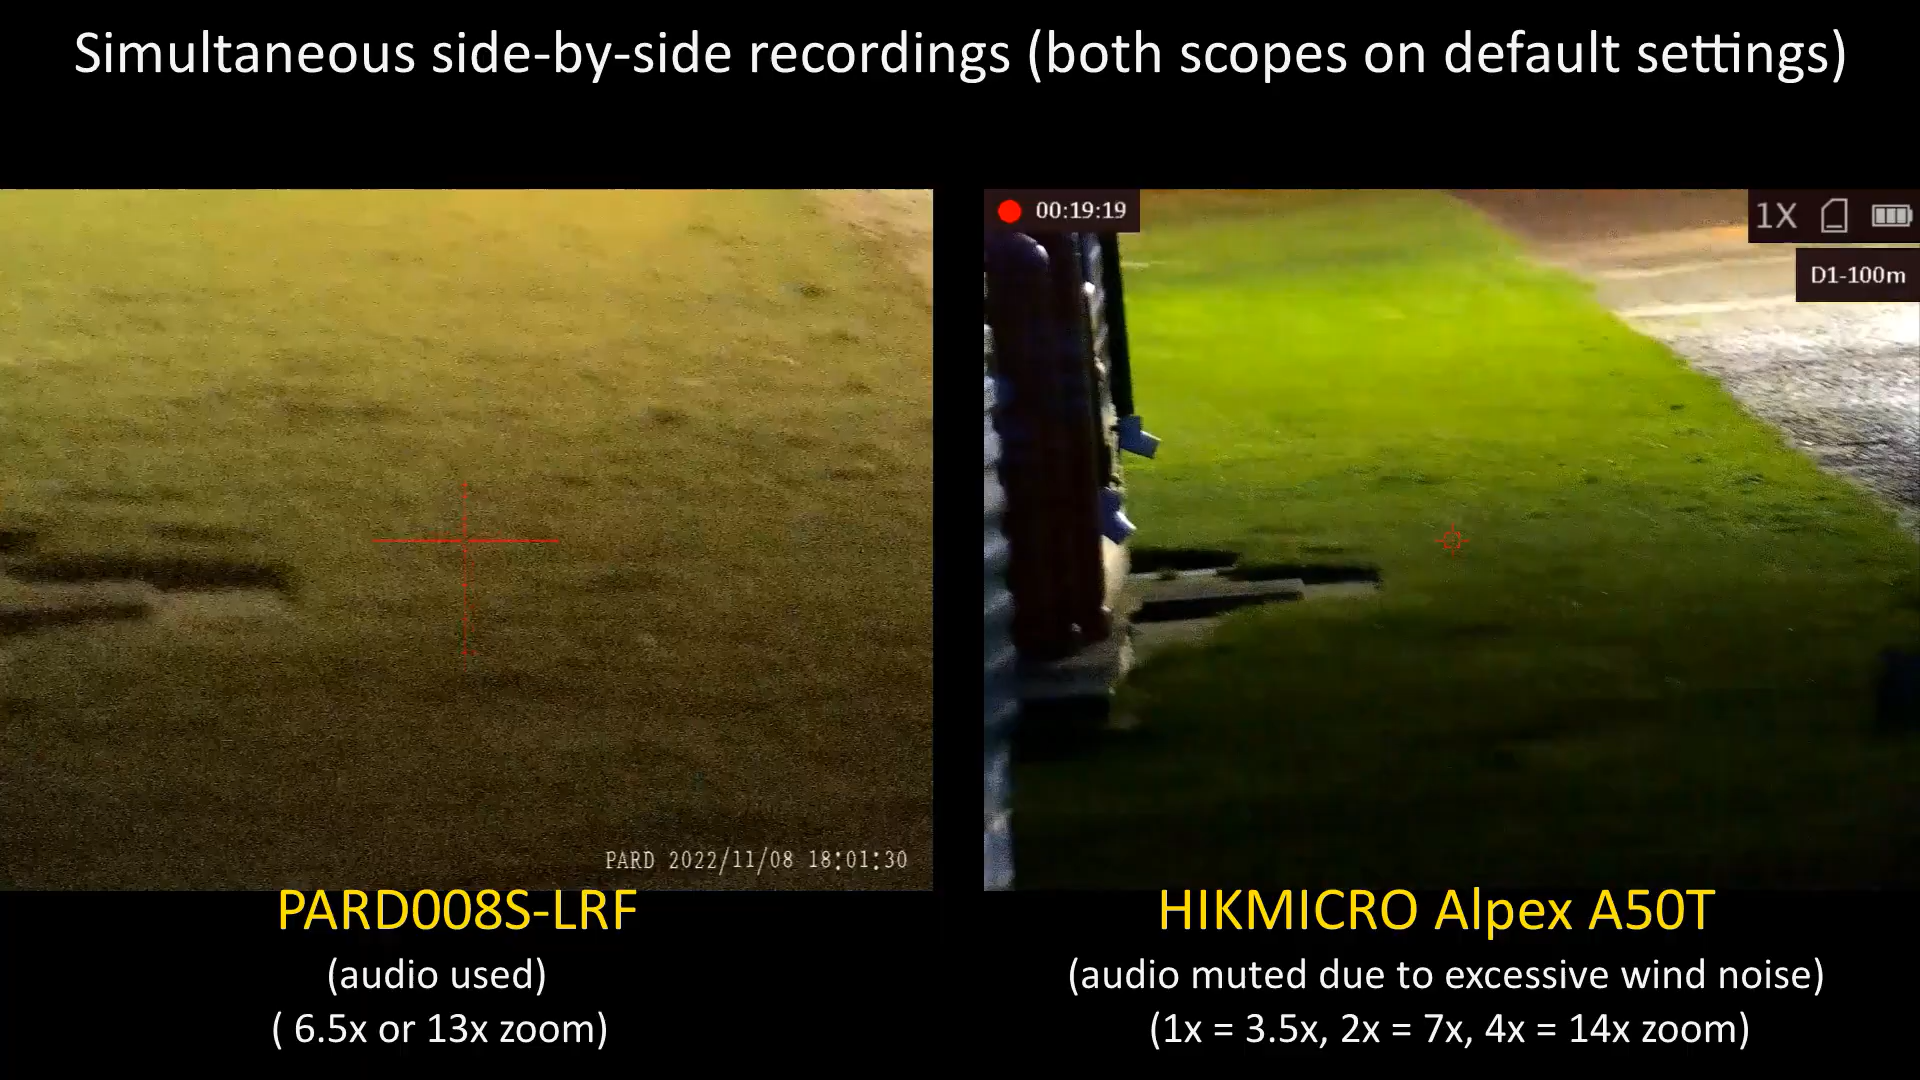 Simultaneous side-by-side recordings (both scopes on default settings)
00:19:19
1X
D1-100m
PARD 2022/11/08 18:01:30
PARD008S-LRF
(audio used)
( 6.5x or 13x zoom)
HIKMICRO Alpex A50T
(audio muted due to excessive wind noise)
(1x = 3.5x, 2x = 7x, 4x = 14x zoom)